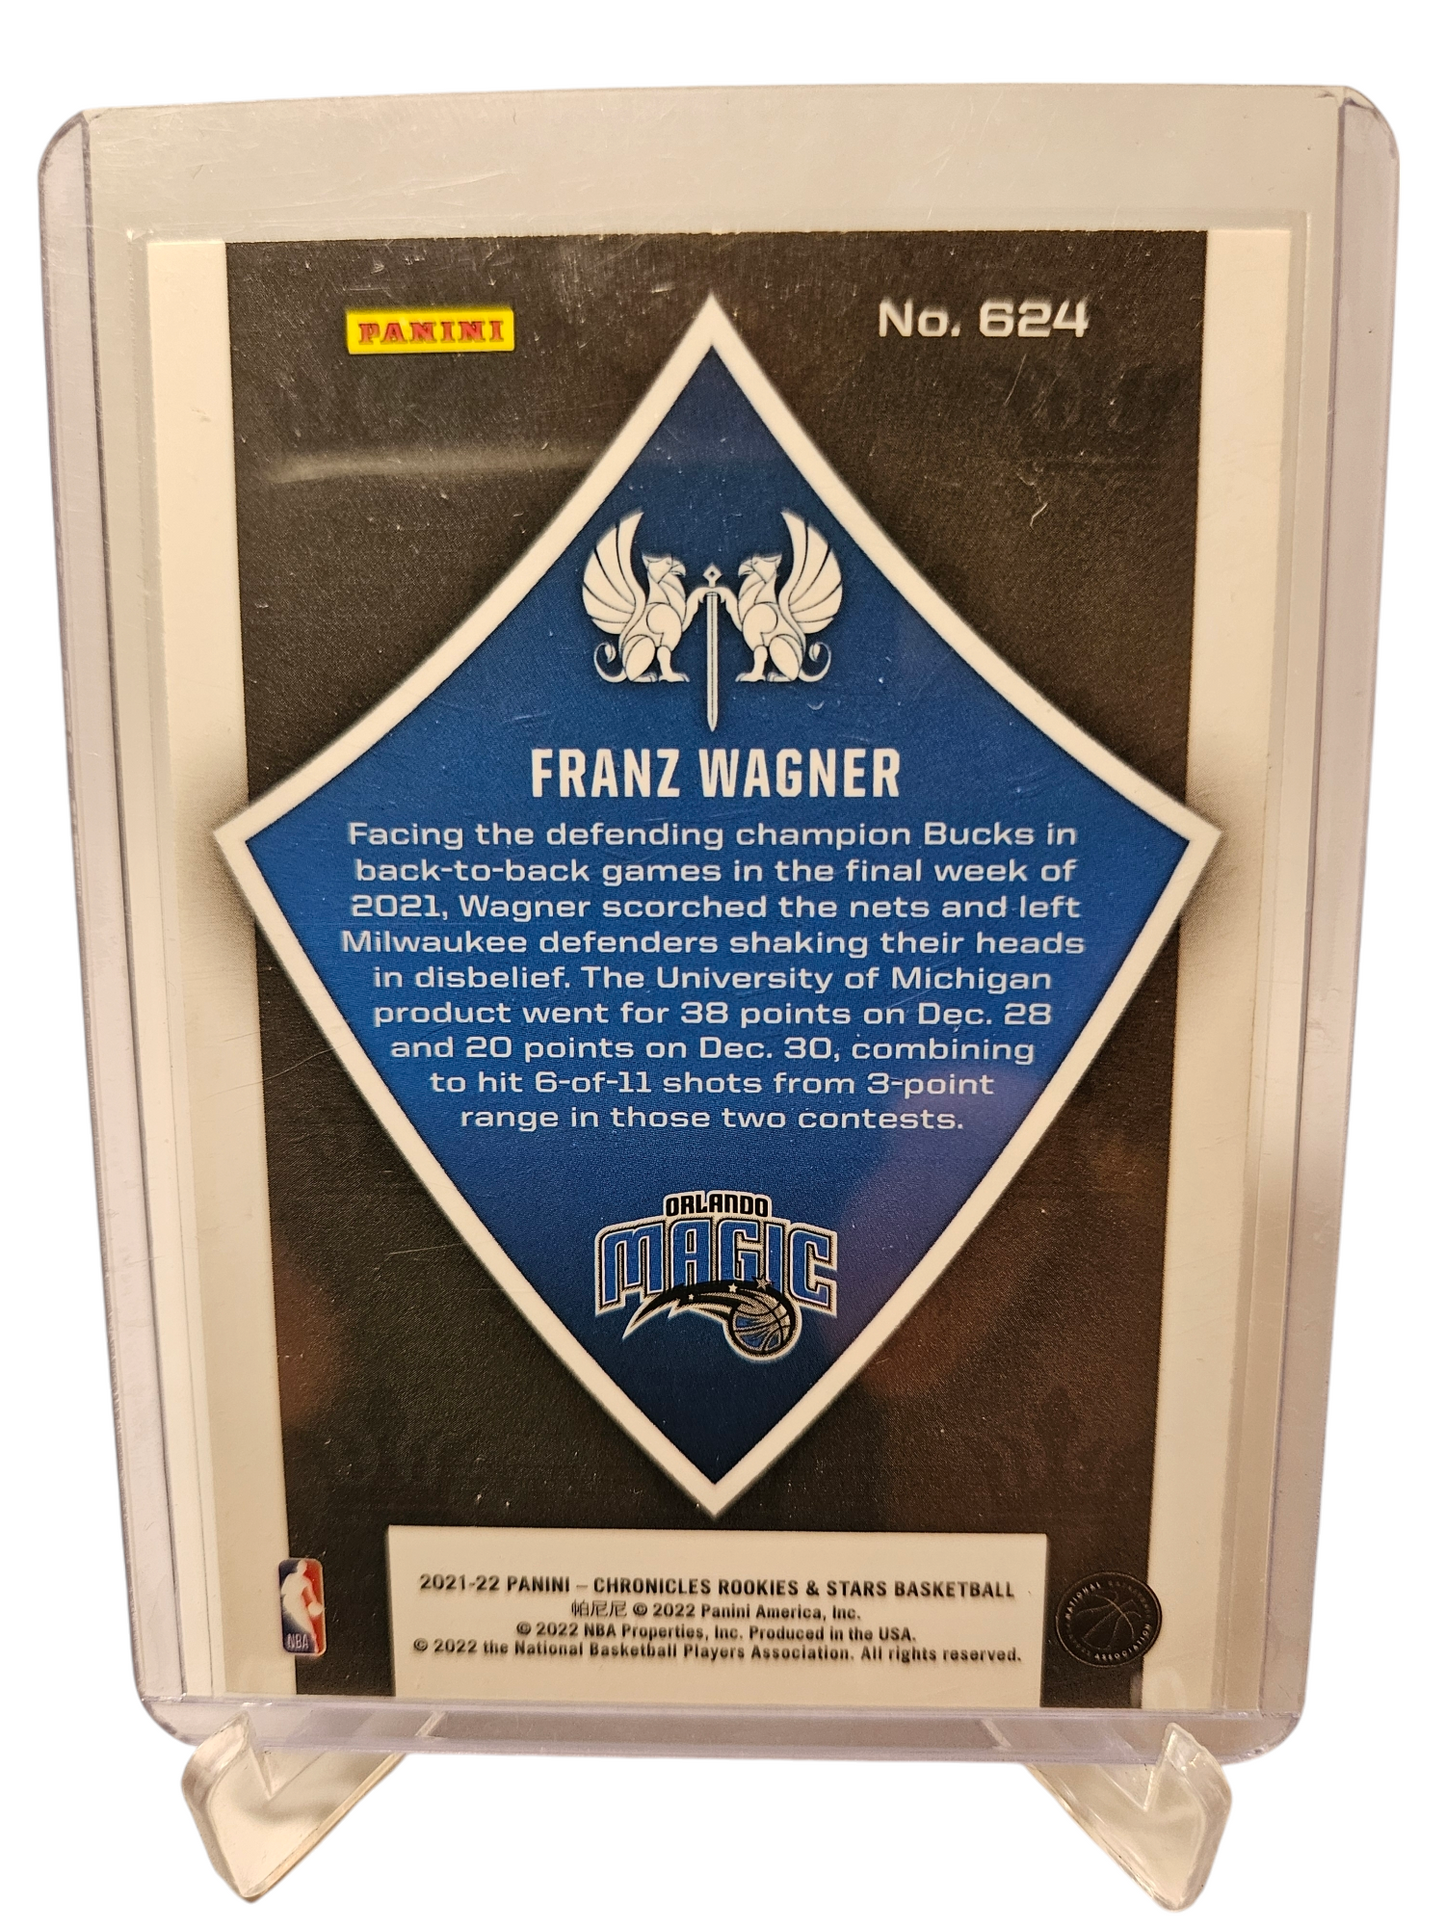 PANINI
No. 624
FRANZ WAGNER
Facing the defending champion Bucks in
back-to-back games in the final week of
2021, Wagner scorched the nets and left
Milwaukee defenders shaking their heads
in disbelief. The University of Michigan
product went for 38 points on Dec. 28
and 20 points on Dec. 30, combining
to hit 6-of-11 shots from 3-point
range in those two contests.
ORLANDO
MAGIC
2021-22 PANINI – CHRONICLES ROOKIES & STARS BASKETBALL
帕尼尼 © 2022 Panini America, Inc.
© 2022 NBA Properties, Inc. Produced in the USA.
© 2022 the National Basketball Players Association. All rights reserved.
NBA
NATIONAL BASKETBALL
PLAYERS ASSOCIATION